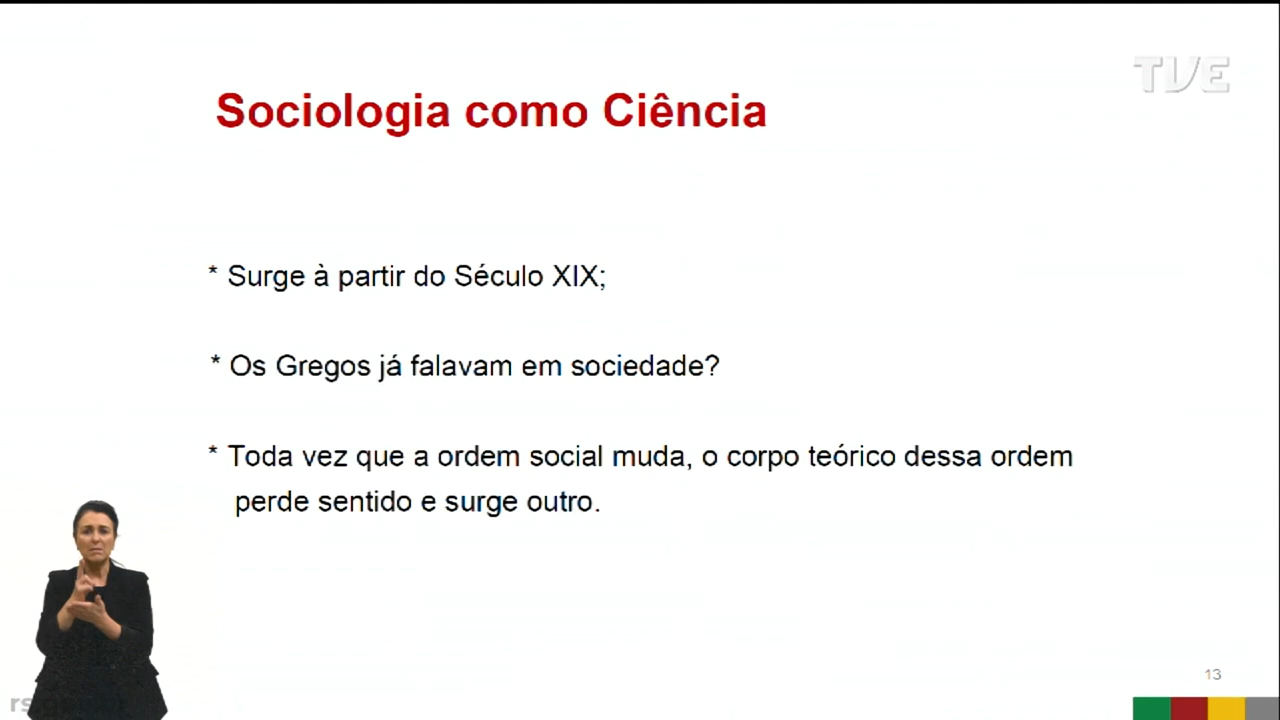 TVE
Sociologia como Ciência
* Surge à partir do Século XIX;
* Os Gregos já falavam em sociedade?
* Toda vez que a ordem social muda, o corpo teórico dessa ordem
perde sentido e surge outro.
13